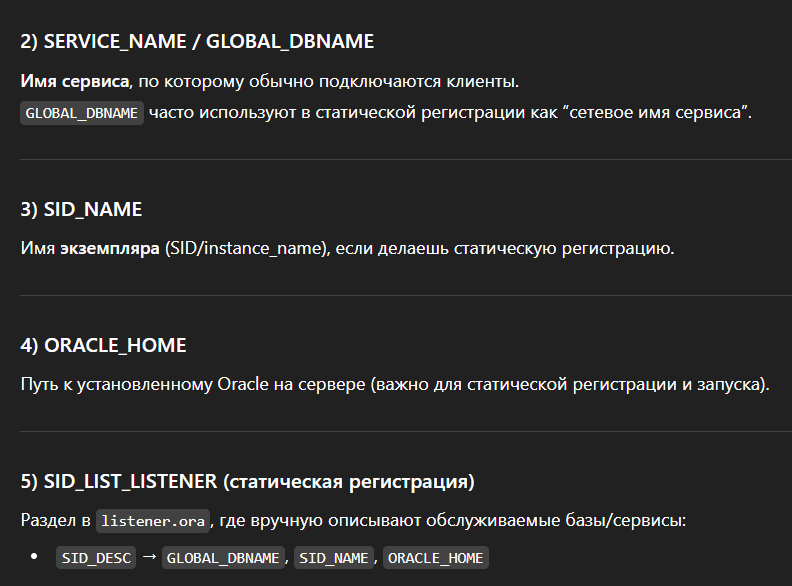 2) SERVICE_NAME / GLOBAL_DBNAME
Имя сервиса, по которому обычно подключаются клиенты.
GLOBAL_DBNAME часто используют в статической регистрации как “сетевое имя сервиса”.
3) SID_NAME
Имя экземпляра (SID/instance_name), если делаешь статическую регистрацию.
4) ORACLE_HOME
Путь к установленному Oracle на сервере (важно для статической регистрации и запуска).
5) SID_LIST_LISTENER (статическая регистрация)
Раздел в listener.ora, где вручную описывают обслуживаемые базы/сервисы:
• SID_DESC → GLOBAL_DBNAME, SID_NAME, ORACLE_HOME